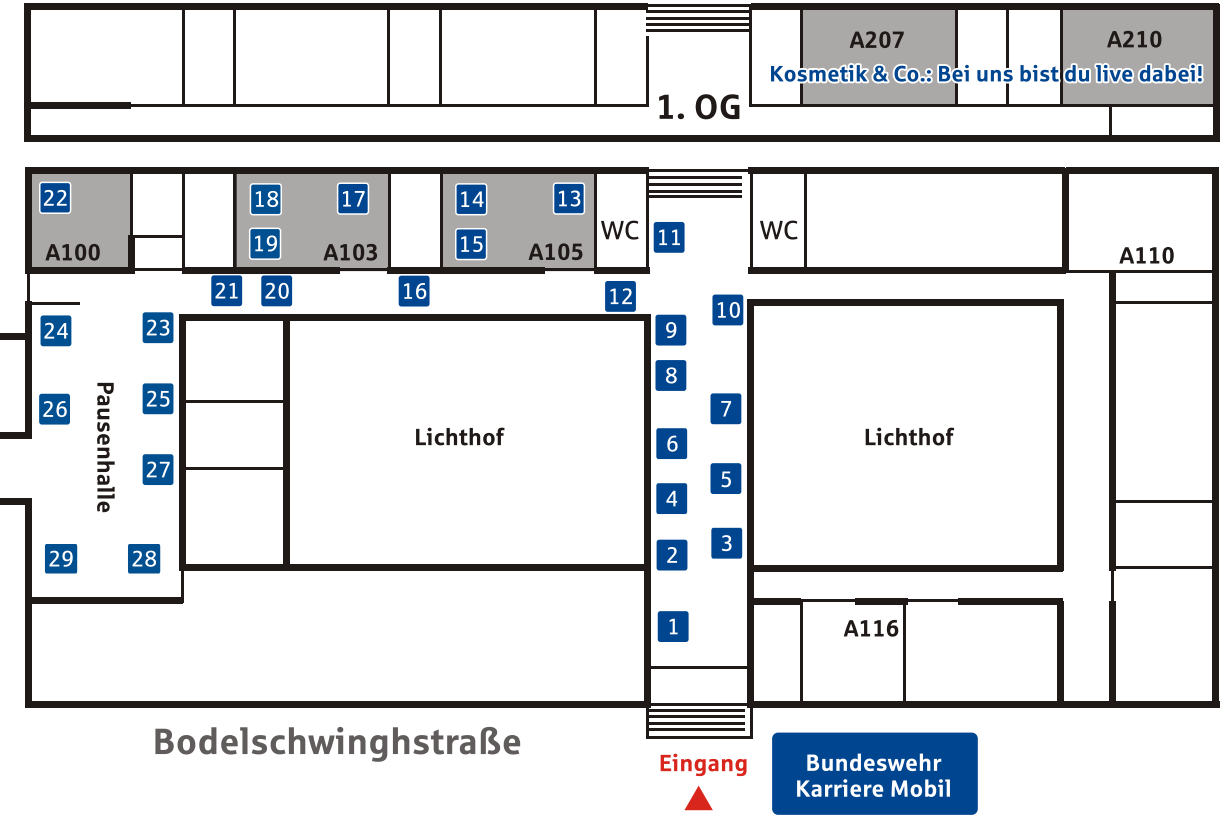 A207
A210
Kosmetik & Co.: Bei uns bist du live dabei!
1. OG
22
18
17
14
13
19
15
11
WC
WC
A100
A103
A105
A110
21
20
16
12
10
24
23
9
8
26
25
7
Pausenhalle
Lichthof
Lichthof
6
27
5
4
3
29
28
2
1
A116
Bodelschwinghstraße
Eingang
Bundeswehr
Karriere Mobil